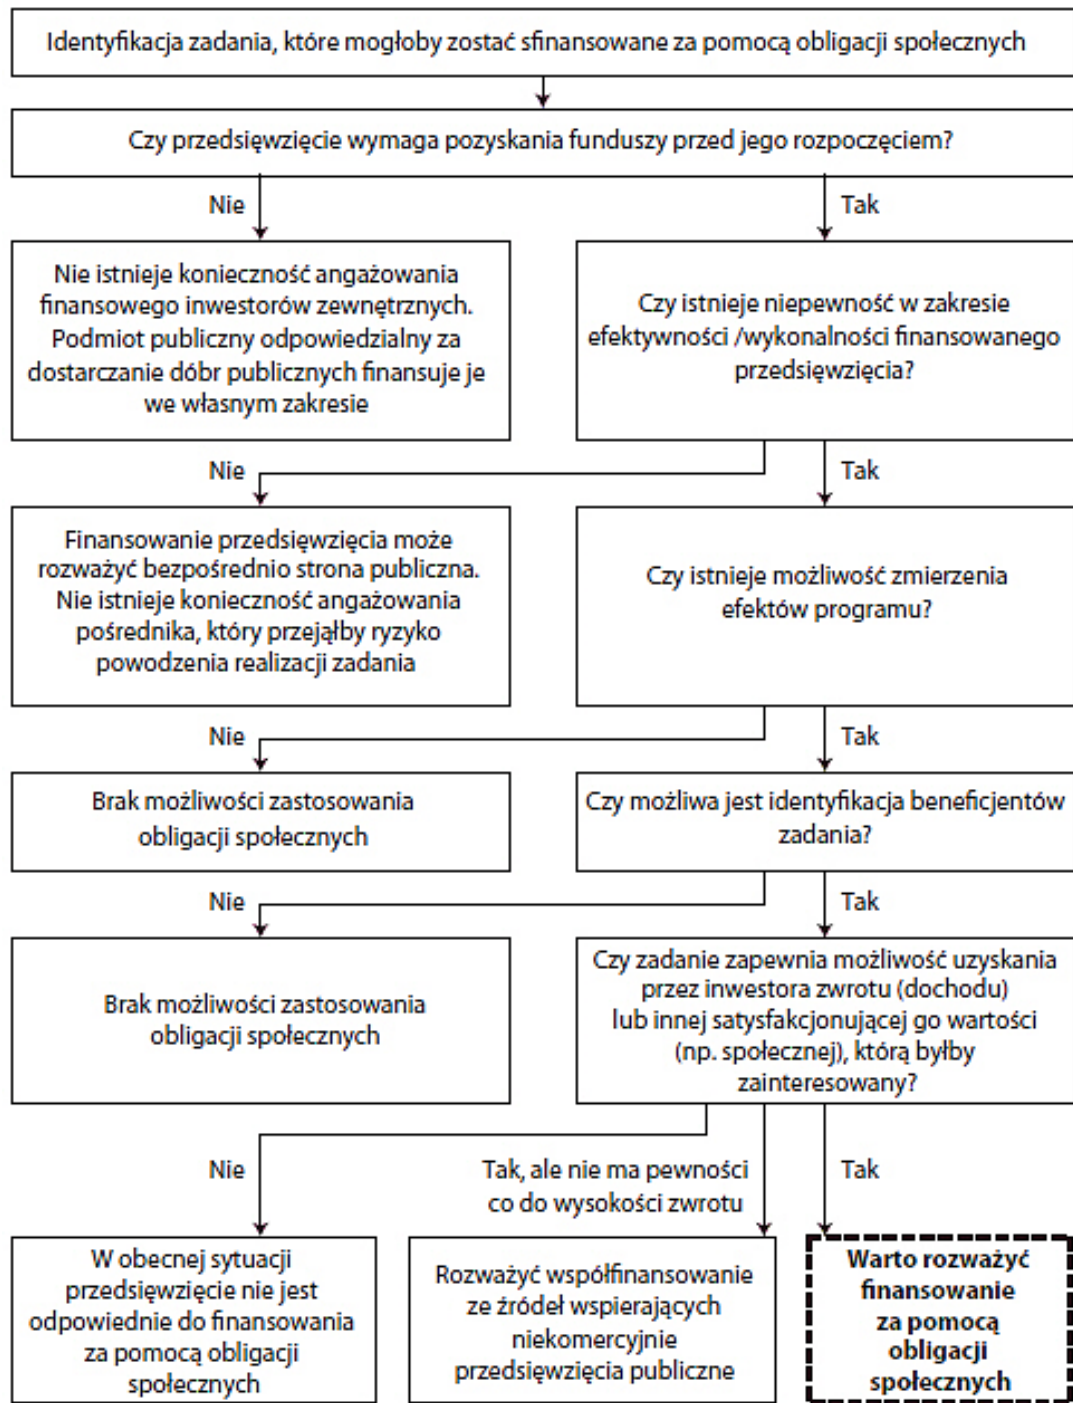 Identyfikacja zadania, które mogłoby zostać sfinansowane za pomocą obligacji społecznych
Czy przedsięwzięcie wymaga pozyskania funduszy przed jego rozpoczęciem?
Nie
Tak
Nie istnieje konieczność angażowania
finansowego inwestorów zewnętrznych.
Podmiot publiczny odpowiedzialny za
dostarczanie dóbr publicznych finansuje je
we własnym zakresie
Czy istnieje niepewność w zakresie
efektywności /wykonalności finansowanego
przedsięwzięcia?
Nie
Tak
Finansowanie przedsięwzięcia może
rozważyć bezpośrednio strona publiczna.
Nie istnieje konieczność angażowania
pośrednika, który przejąłby ryzyko
powodzenia realizacji zadania
Czy istnieje możliwość zmierzenia
efektów programu?
Nie
Tak
Brak możliwości zastosowania
obligacji społecznych
Czy możliwa jest identyfikacja beneficjentów
zadania?
Nie
Tak
Brak możliwości zastosowania
obligacji społecznych
Czy zadanie zapewnia możliwość uzyskania
przez inwestora zwrotu (dochodu)
lub innej satysfakcjonującej go wartości
(np. społecznej), którą byłby
zainteresowany?
Nie
Tak, ale nie ma pewności
co do wysokości zwrotu
Tak
W obecnej sytuacji
przedsięwzięcie nie jest
odpowiednie do finansowania
za pomocą obligacji
społecznych
Rozważyć współfinansowanie
ze źródeł wspierających
niekomercyjnie
przedsięwzięcia publiczne
Warto rozważyć
finansowanie
za pomocą
obligacji
społecznych